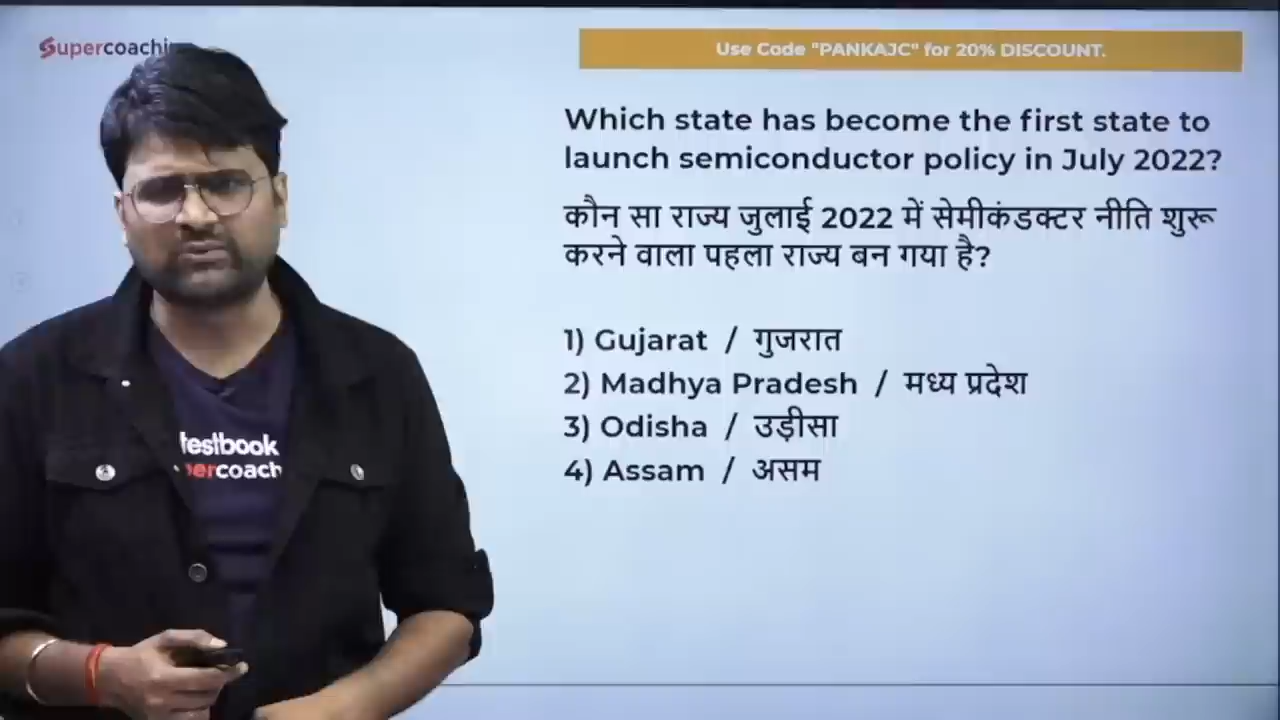 Supercoachi
Use Code "PANKAJC" for 20% DISCOUNT.
Which state has become the first state to
launch semiconductor policy in July 2022?
कौन सा राज्य जुलाई 2022 में सेमीकंडक्टर नीति शुरू
करने वाला पहला राज्य बन गया है?
1) Gujarat / गुजरात
2) Madhya Pradesh / मध्य प्रदेश
3) Odisha / उड़ीसा
4) Assam / असम
testbook
percoach